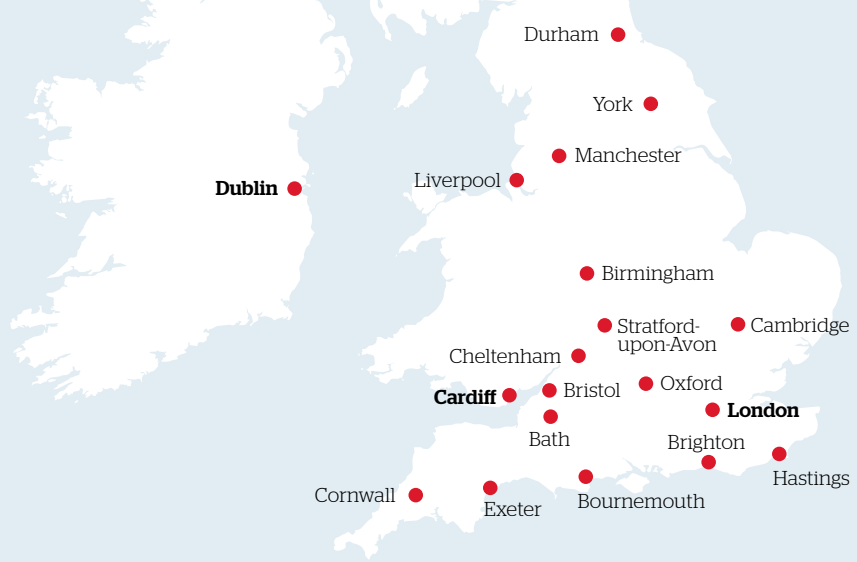 Durham
York
Manchester
Liverpool
Dublin
Birmingham
Stratford-
upon-Avon
Cambridge
Cheltenham
Oxford
Bristol
Cardiff
London
Bath
Brighton
Hastings
Cornwall
Bournemouth
Exeter